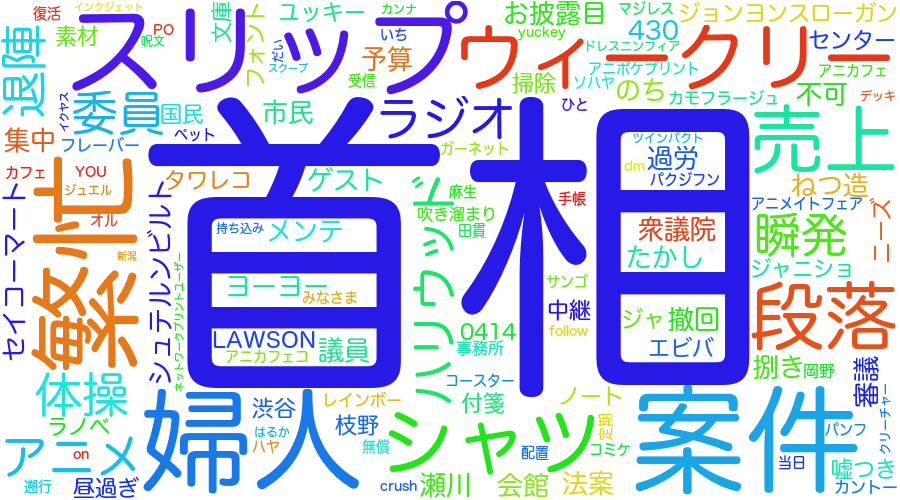 復活
スリップ
文庫
フォント
ユッキー
カンナ
インクジェット
お披露目
yuckey
マジレス
430
ドレスニンフィア
ジョンヨンスローガン
センター
退陣
素材
PO
呪文
だい
スクープ
いち
予算
受信
ウィークリー
アニポケプリント
掃除
ソハヤ
のち
カモフラージュ
アニカフェ
不可
デッキ
イクヤス
委員
国民
市民
ラジオ
ひと
集中
フレーバー
ペット
ガーネット
首相
ツインパクト
過労
dm
パクジフン
売上
カフェ
YOU
ジュエル
タワレコ
ゲスト
麻生
手帳
ねつ造
アニメイトフェア
繁忙
オル
シュテルンビルト
ハリウッド
吹き溜まり
田貫
衆議院
たかし
瞬発
ニーズ
セイコーマート
新潟
持ち込み
メンテ
ジャニショ
ネットワークプリントユーザー
ヨーヨー
みなさま
サンゴ
中継
follow
ジャ
撤回
段落
LAWSON
アニカフェコ
議員
0414
事務所
エビバ
体操
コースター
付箋
捌き
岡野
審議
クリーチャー
ラノベ
婦人
渋谷
レインボー
枝野
シャツ
ノート
定期
案件
パンフ
アニメ
on
はるか
ハヤ
無償
配置
コミケ
当日
嘘つき
週行
昼過ぎ
crush
瀬川
会館
法案
カントー